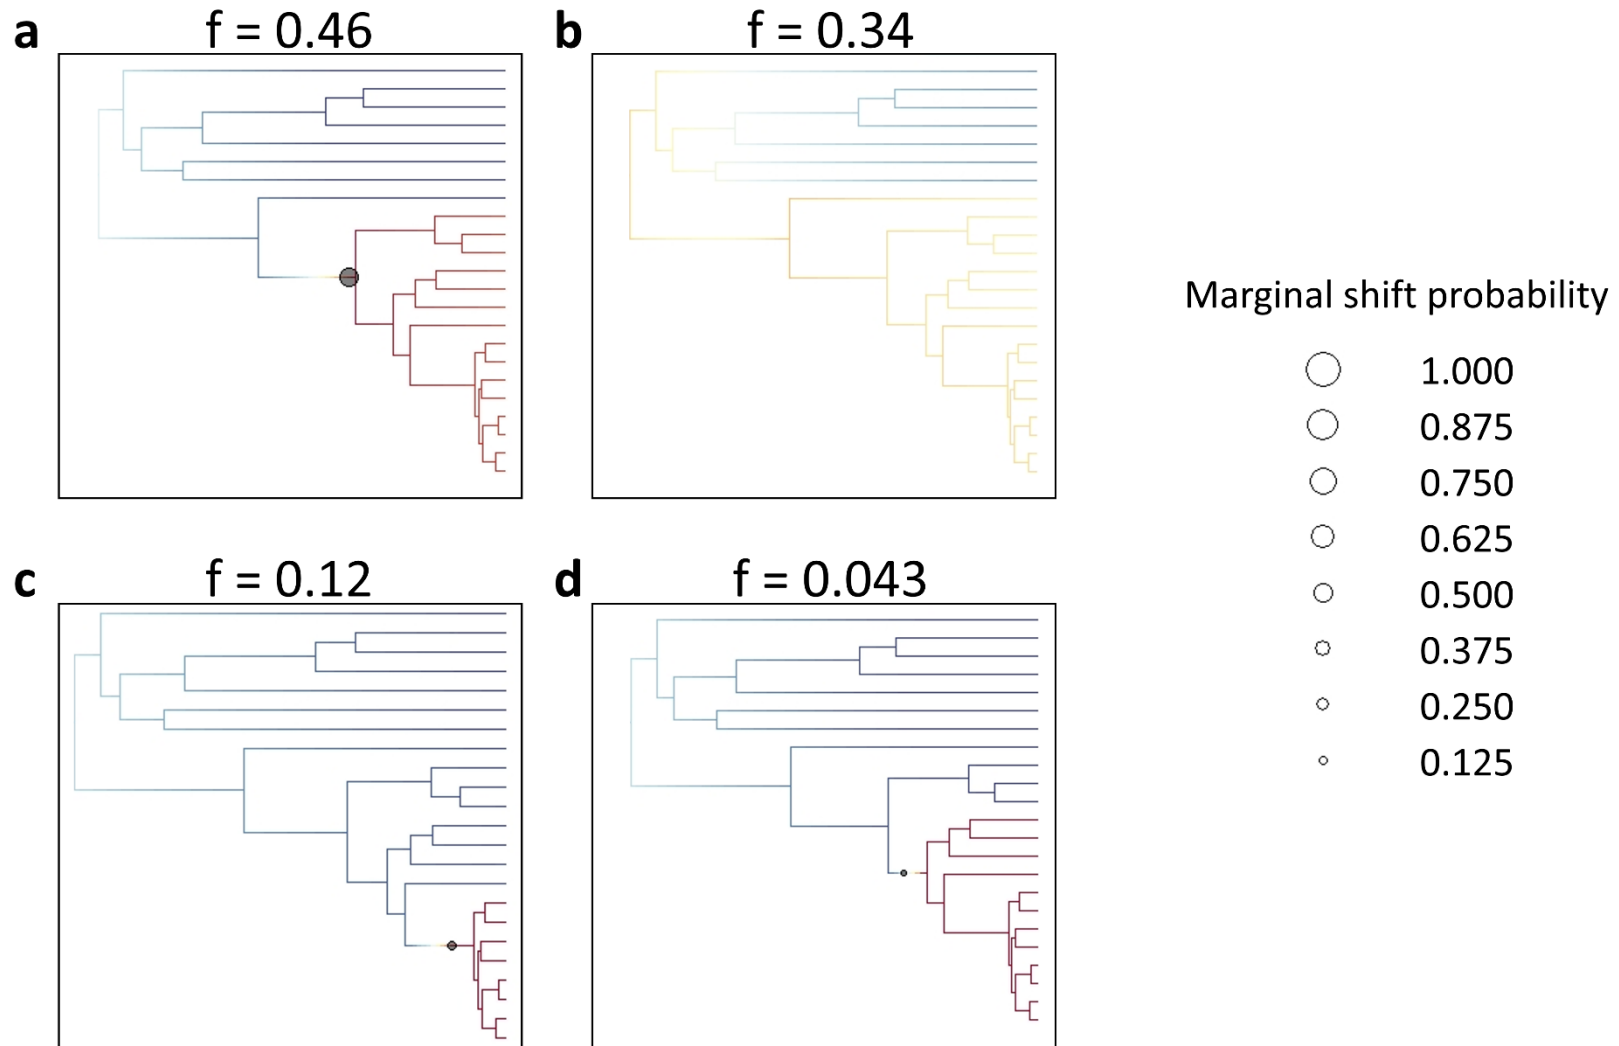 a f = 0.46
b f = 0.34
c f = 0.12
d f = 0.043
Marginal shift probability
1.000
0.875
0.750
0.625
0.500
0.375
0.250
0.125